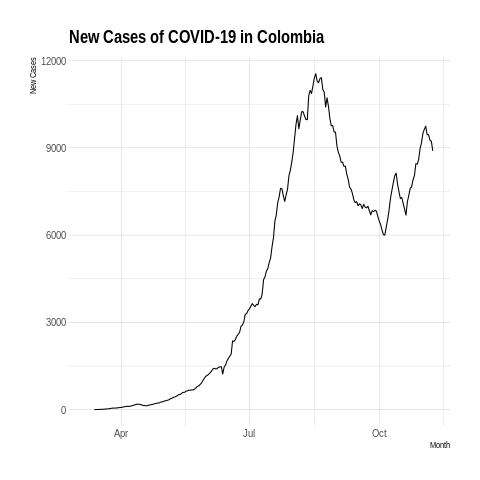 New Cases of COVID-19 in Colombia
New Cases
12000
9000
6000
3000
0
Apr
Jul
Oct
Month